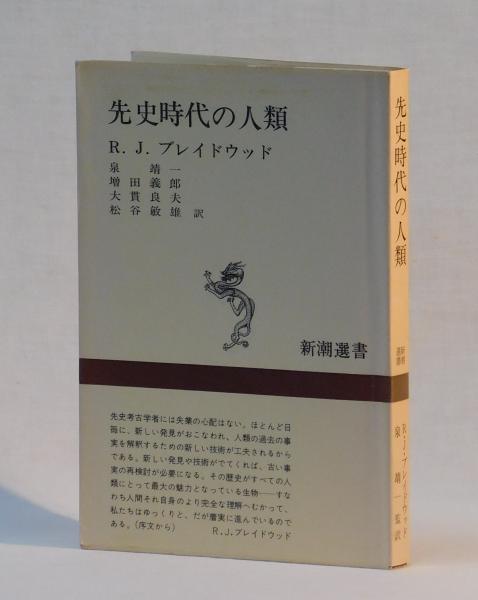 先史時代の人類
R. J. ブレイドウッド
泉 靖一
増田義郎
大貫良夫
松谷敏雄 訳
新潮選書
先史考古学者には失業の心配はない。ほとんど日
毎に、新しい発見がおこなわれ、人類の過去の事
実を解釈するための新しい技術が工夫されるから
である。新しい発見や技術がでてくれば、古い事
実の再検討が必要になる。その歴史がすべての人
類にとって最大の魅力となっている生物──すな
わち人間それ自身のより完全な理解へむかって、
私たちはゆっくりと、だが着実に進んでいるので
ある。(序文から) R.J.ブレイドウッド
先史時代の人類
新潮
選書
R.J.ブレイドウッド
泉 靖一 監訳